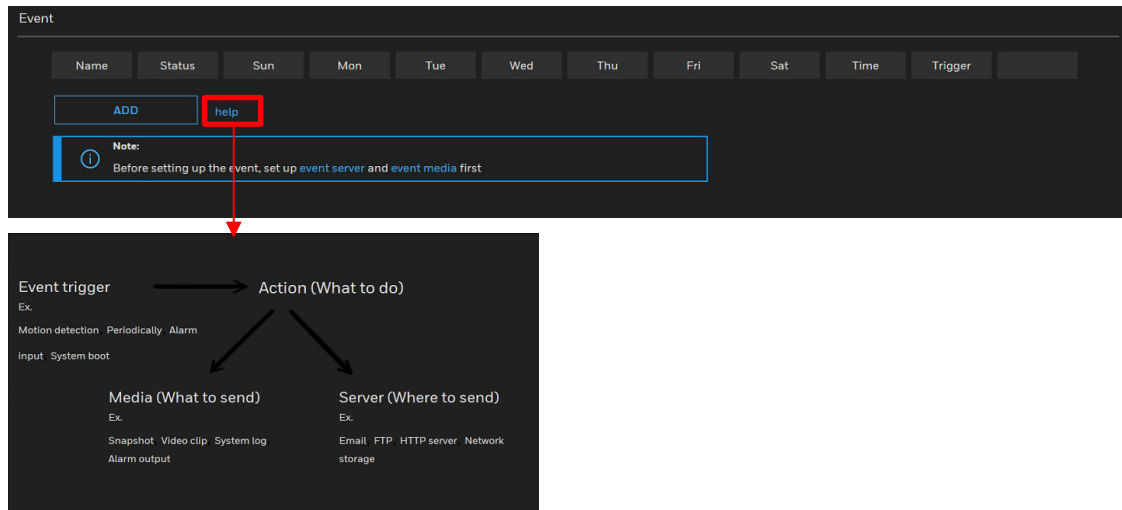 Event
Name Status Sun Mon Tue Wed Thu Fri Sat Time Trigger
ADD help
Note:
Before setting up the event, set up event server and event media first
Event trigger
Action (What to do)
Ex.
Motion detection, Periodically, Alarm
input, System boot
Media (What to send)
Ex.
Snapshot, Video clip, System log,
Alarm output
Server (Where to send)
Ex.
Email, FTP, HTTP server, Network
storage